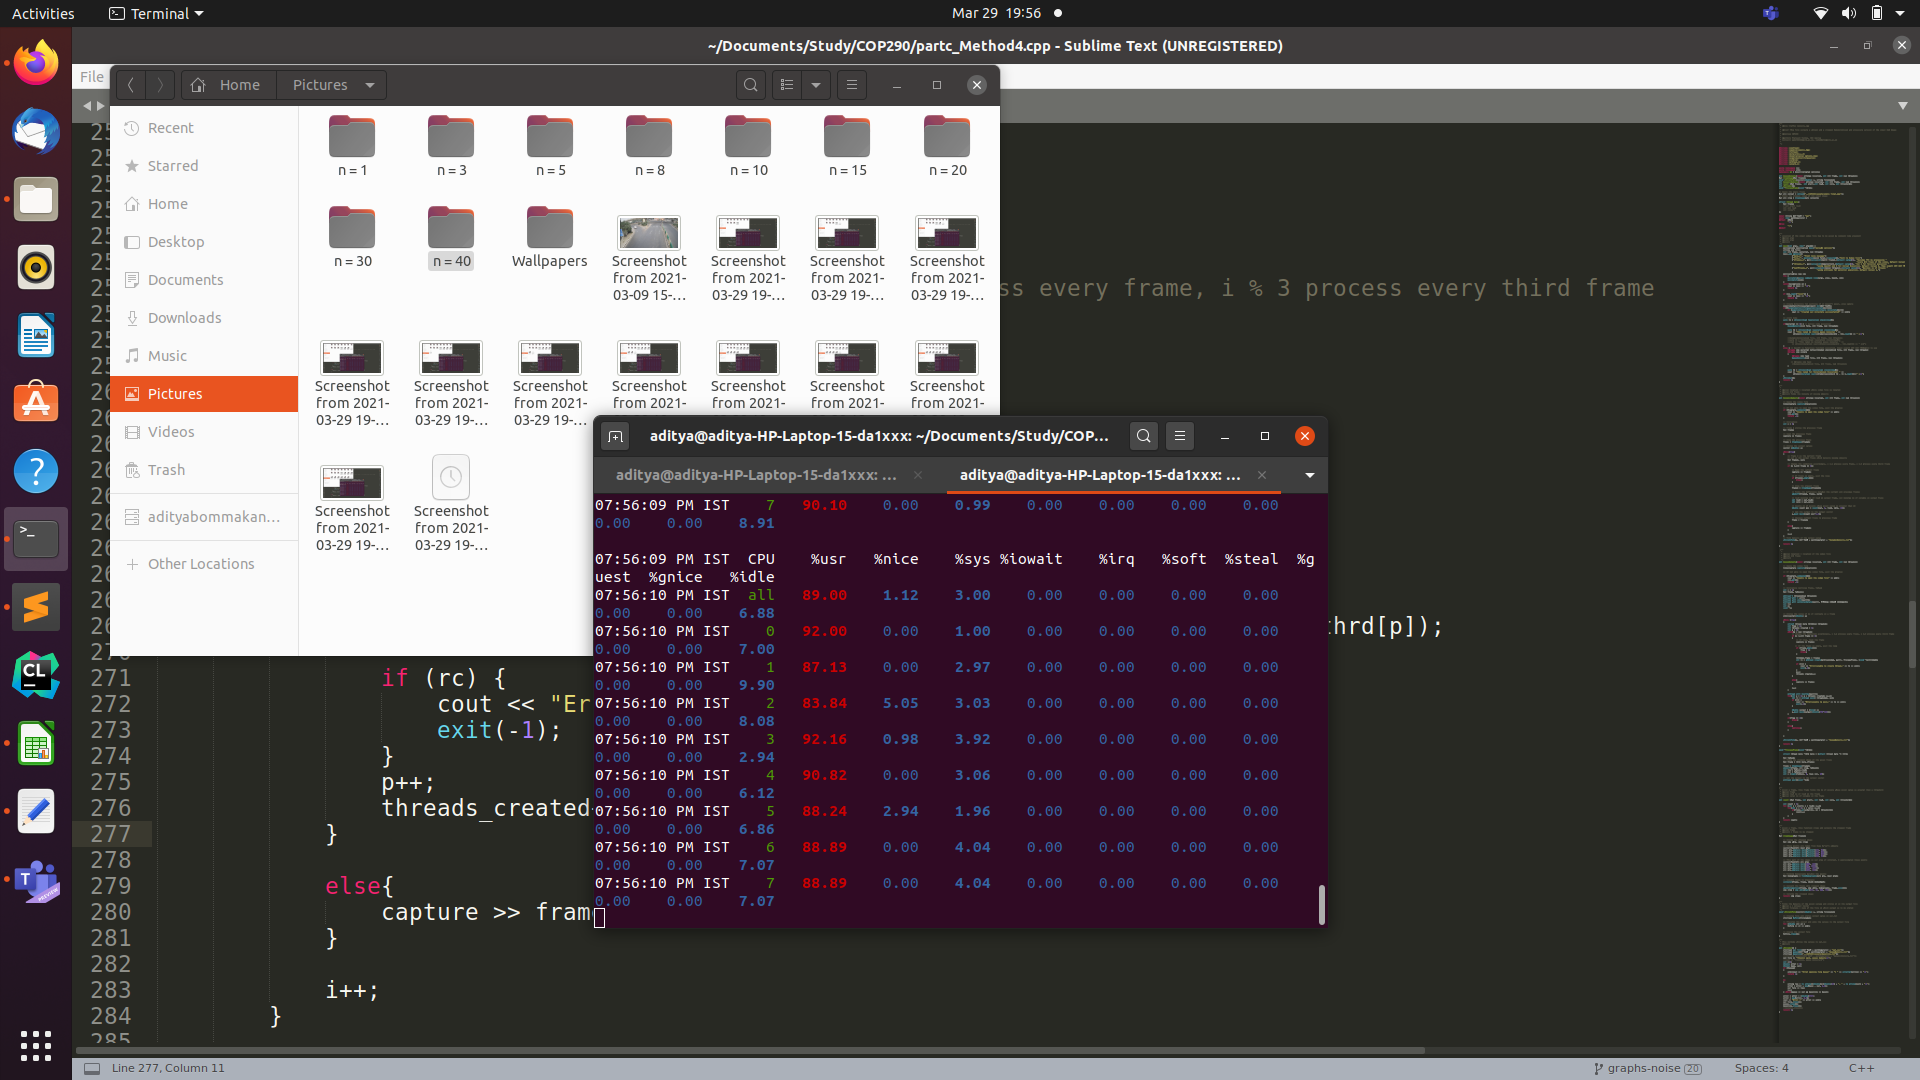 Activities
Terminal
Mar 29 19:56
~/Documents/Study/COP290/partc_Method4.cpp - Sublime Text (UNREGISTERED)
File
Home
Pictures
Recent
Starred
Home
Desktop
Documents
Downloads
Music
Pictures
Videos
Trash
adityabommakan...
Other Locations
n = 1
n = 3
n = 5
n = 8
n = 10
n = 15
n = 20
n = 30
n = 40
Wallpapers
Screenshot from 2021-03-09 15-...
Screenshot from 2021-03-29 19-...
Screenshot from 2021-03-29 19-...
Screenshot from 2021-03-29 19-...
Screenshot from 2021-03-29 19-...
Screenshot from 2021-03-29 19-...
Screenshot from 2021-03-29 19-...
Screenshot from 2021-
Screenshot from 2021-
Screenshot from 2021-
Screenshot from 2021-
Screenshot from 2021-03-29 19-...
Screenshot from 2021-03-29 19-...
ss every frame, i % 3 process every third frame
thrd[p]);
aditya@aditya-HP-Laptop-15-da1xxx: ~/Documents/Study/COP...
aditya@aditya-HP-Laptop-15-da1xxx: ...
aditya@aditya-HP-Laptop-15-da1xxx: ...
07:56:09 PM IST 7 90.10 0.00 0.99 0.00 0.00 0.00 0.00
0.00 0.00 8.91
07:56:09 PM IST CPU %usr %nice %sys %iowait %irq %soft %steal %g
uest %gnice %idle
07:56:10 PM IST all 89.00 1.12 3.00 0.00 0.00 0.00 0.00
0.00 0.00 6.88
07:56:10 PM IST 0 92.00 0.00 1.00 0.00 0.00 0.00 0.00
0.00 0.00 7.00
07:56:10 PM IST 1 87.13 0.00 2.97 0.00 0.00 0.00 0.00
0.00 0.00 9.90
07:56:10 PM IST 2 83.84 5.05 3.03 0.00 0.00 0.00 0.00
0.00 0.00 8.08
07:56:10 PM IST 3 92.16 0.98 3.92 0.00 0.00 0.00 0.00
0.00 0.00 2.94
07:56:10 PM IST 4 90.82 0.00 3.06 0.00 0.00 0.00 0.00
0.00 0.00 6.12
07:56:10 PM IST 5 88.24 2.94 1.96 0.00 0.00 0.00 0.00
0.00 0.00 6.86
07:56:10 PM IST 6 88.89 0.00 4.04 0.00 0.00 0.00 0.00
0.00 0.00 7.07
07:56:10 PM IST 7 88.89 0.00 4.04 0.00 0.00 0.00 0.00
0.00 0.00 7.07
271 if (rc) {
272 cout << "Er
273 exit(-1);
274 }
275 p++;
276 threads_created
277 }
278
279 else{
280 capture >> fram
281 }
282
283 i++;
284 }
285
Line 277, Column 11
graphs-noise 20
Spaces: 4
C++